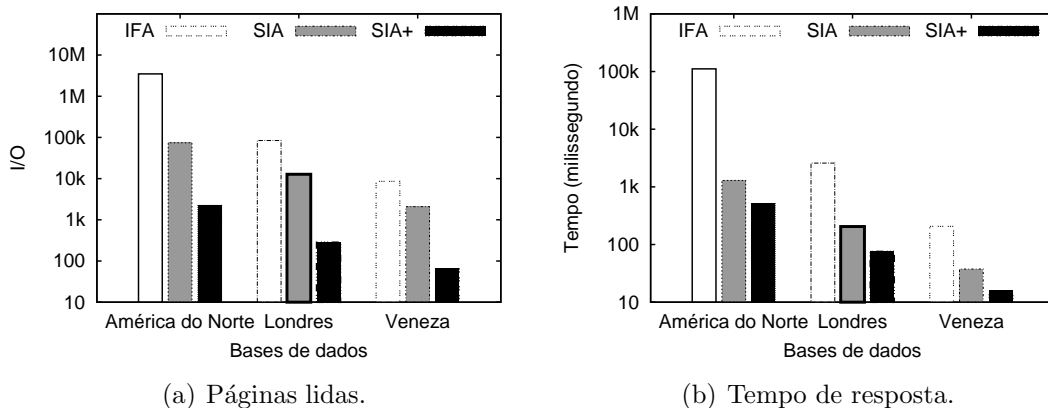 IFA SIA SIA+
10M
1M
100k
10k
1k
100
10
I/O
América do Norte Londres Veneza
Bases de dados
(a) Páginas lidas.
IFA SIA SIA+
1M
100k
10k
1k
100
10
Tempo (milissegundo)
América do Norte Londres Veneza
Bases de dados
(b) Tempo de resposta.